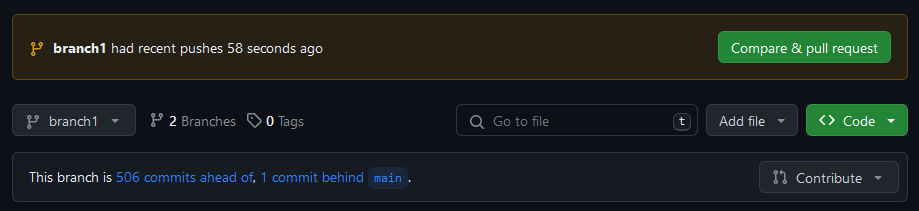 branch1 had recent pushes 58 seconds ago
Compare & pull request
branch1
2 Branches
0 Tags
Go to file
t
Add file
Code
This branch is 506 commits ahead of, 1 commit behind main.
Contribute